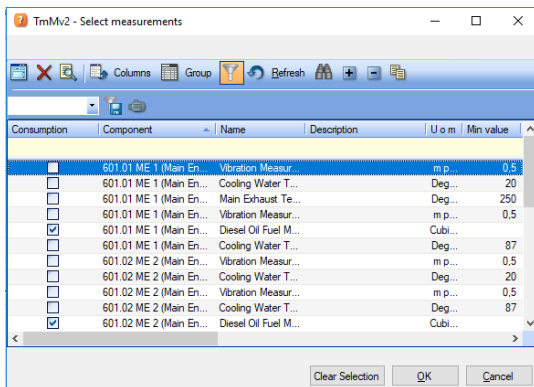 TmMv2 - Select measurements
Columns Group Refresh
Consumption Component Name Description U o m Min value
601.01 ME 1 (Main En... Vibration Measur... m p... 0,5
601.01 ME 1 (Main En... Cooling Water T... Deg... 20
601.01 ME 1 (Main En... Main Exhaust Te... Deg... 250
601.01 ME 1 (Main En... Vibration Measur... m p... 0,5
601.01 ME 1 (Main En... Diesel Oil Fuel M... Cubi...
601.01 ME 1 (Main En... Cooling Water T... Deg... 87
601.02 ME 2 (Main En... Vibration Measur... m p... 0,5
601.02 ME 2 (Main En... Cooling Water T... Deg... 20
601.02 ME 2 (Main En... Vibration Measur... m p... 0,5
601.02 ME 2 (Main En... Cooling Water T... Deg... 87
601.02 ME 2 (Main En... Diesel Oil Fuel M... Cubi...
Clear Selection OK Cancel